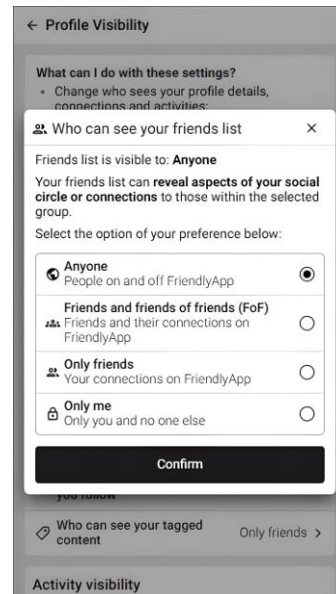 Profile Visibility
What can I do with these settings?
• Change who sees your profile details,
connections and activities:
Who can see your friends list
Friends list is visible to: Anyone
Your friends list can reveal aspects of your social
circle or connections to those within the selected
group.
Select the option of your preference below:
Anyone
People on and off FriendlyApp
Friends and friends of friends (FoF)
Friends and their connections on
FriendlyApp
Only friends
Your connections on FriendlyApp
Only me
Only you and no one else
Confirm
you follow
Who can see your tagged
content
Only friends
Activity visibility